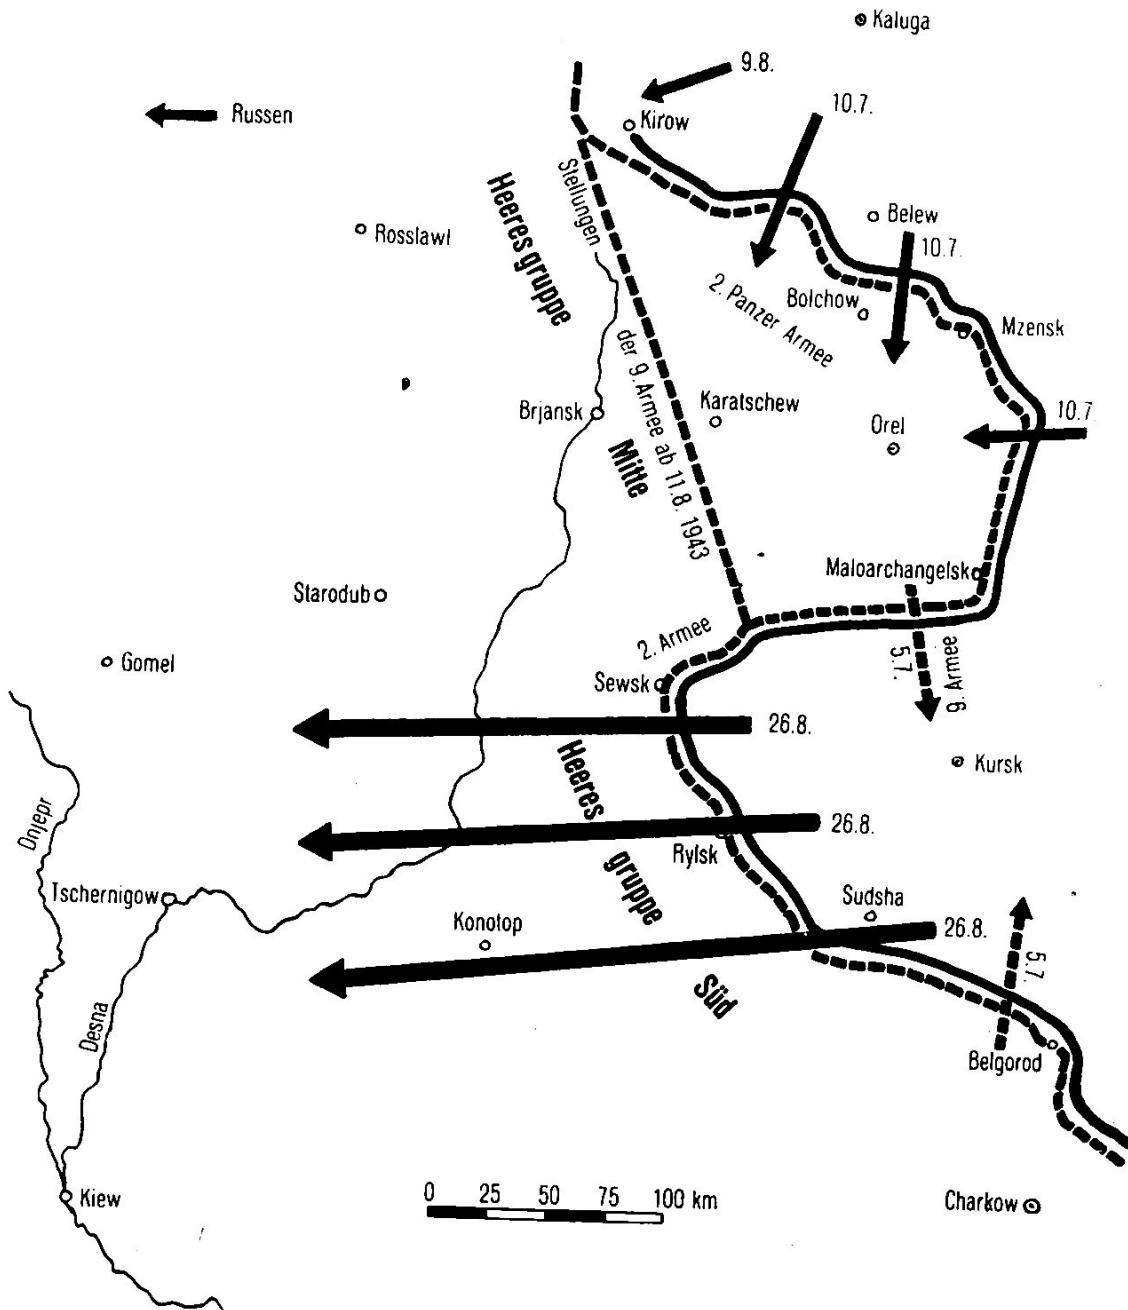 Kaluga
9.8.
10.7.
Russen
Kirow
Stellungen
Heeresgruppe
Belew
Rosslawl
10.7.
2. Panzer Armee
Bolchow
Mzensk
der 9. Armee ab 11.8. 1943
Brjansk
Karatschew
10.7.
Orel
Mitte
Maloarchangelsk
Starodub
2. Armee
5.7.
9. Armee
Gomel
Sewsk
26.8.
Heeres
gruppe
Süd
Kursk
Dnjepr
26.8.
Rylsk
Tschernigow
Sudsha
Konotop
26.8.
5.7.
Desna
Belgorod
Kiew
0 25 50 75 100 km
Charkow